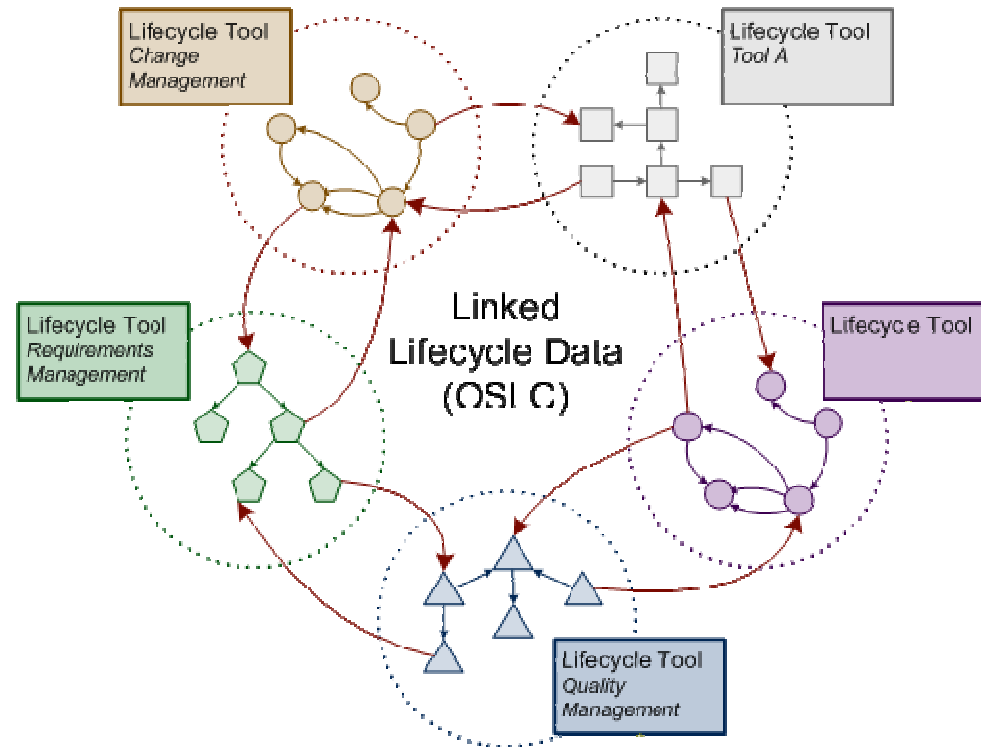 Lifecycle Tool
Change
Management
Lifecycle Tool
Tool A
Linked
Lifecycle Data
(OSLC)
Lifecycle Tool
Requirements
Management
Lifecycle Tool
Lifecycle Tool
Quality
Management